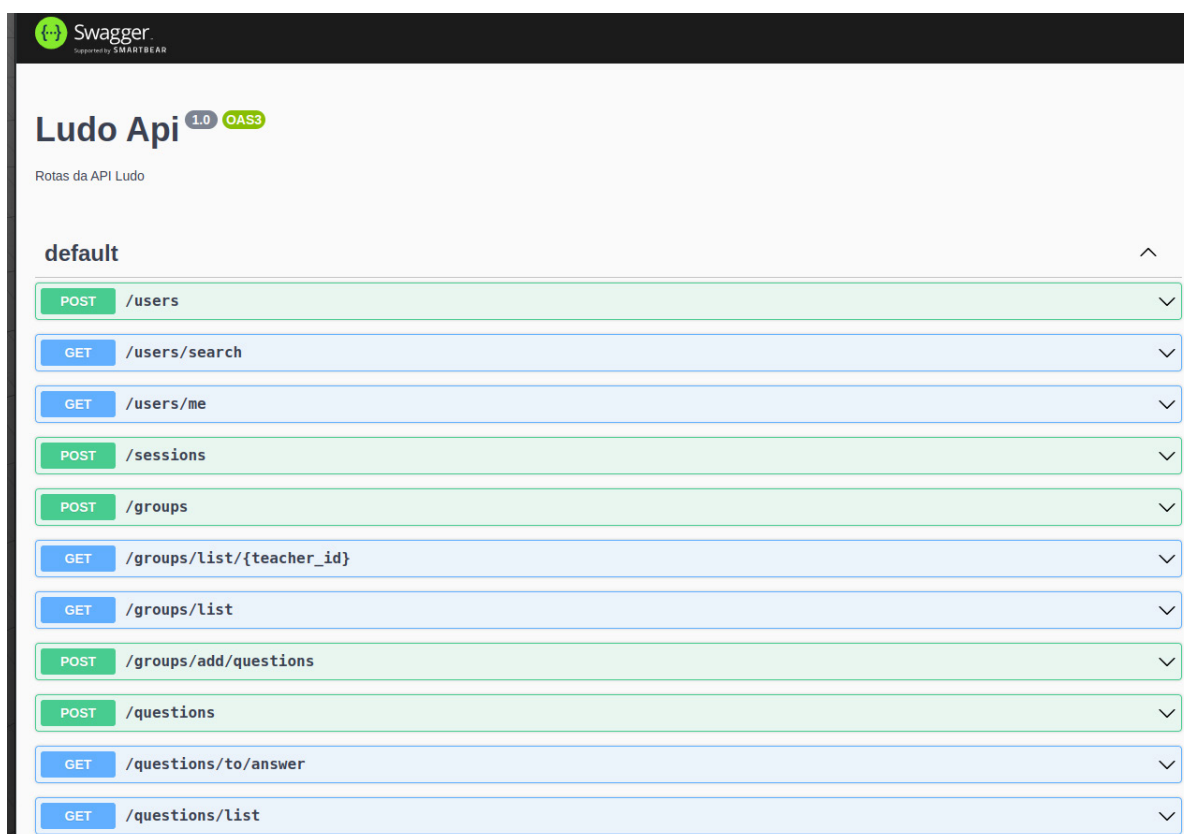 Swagger.
Supported by SMARTBEAR
Ludo Api 1.0 OAS3
Rotas da API Ludo
default
POST /users
GET /users/search
GET /users/me
POST /sessions
POST /groups
GET /groups/list/{teacher_id}
GET /groups/list
POST /groups/add/questions
POST /questions
GET /questions/to/answer
GET /questions/list